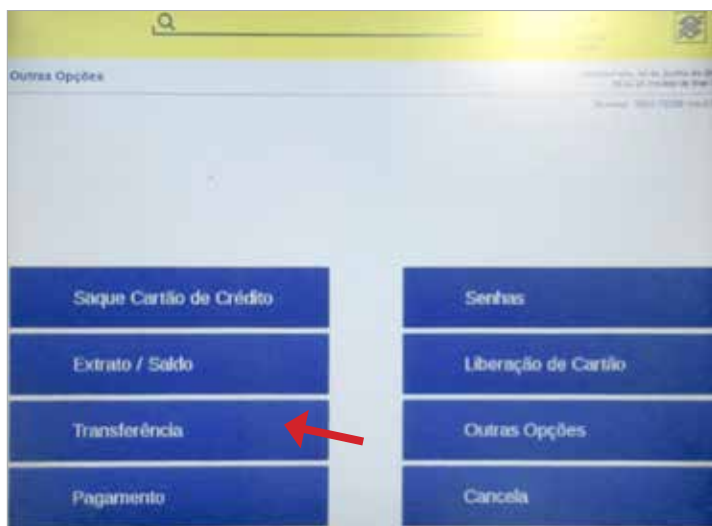 Outras Opções
Saque Cartão de Crédito
Senhas
Extrato / Saldo
Liberação de Cartão
Transferência
Outras Opções
Pagamento
Cancela